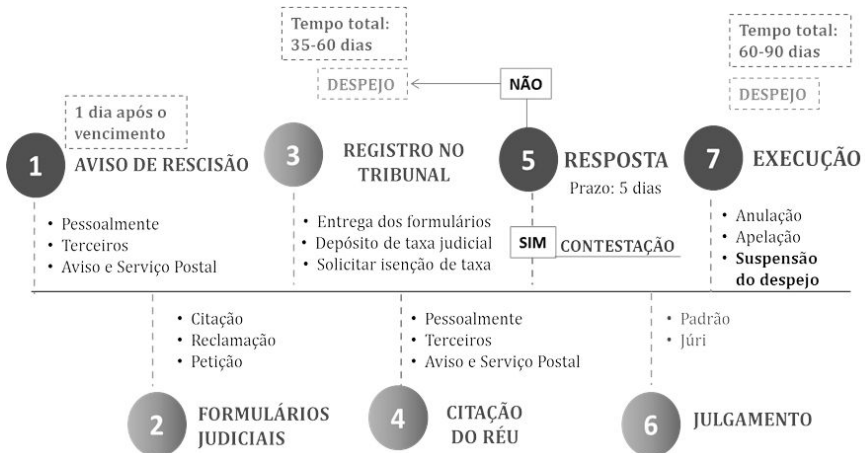 Tempo total:
35-60 dias
DESPEJO
NÃO
Tempo total:
60-90 dias
DESPEJO
1 dia após o
vencimento
1
AVISO DE RESCISÃO
• Pessoalmente
• Terceiros
• Aviso e Serviço Postal
3
REGISTRO NO
TRIBUNAL
• Entrega dos formulários
• Depósito de taxa judicial
• Solicitar isenção de taxa
5
RESPOSTA
Prazo: 5 dias
SIM
CONTESTAÇÃO
7
EXECUÇÃO
• Anulação
• Apelação
• Suspensão
do despejo
• Citação
• Reclamação
• Petição
2
FORMULÁRIOS
JUDICIAIS
• Pessoalmente
• Terceiros
• Aviso e Serviço Postal
4
CITAÇÃO
DO RÉU
• Padrão
• Júri
6
JULGAMENTO